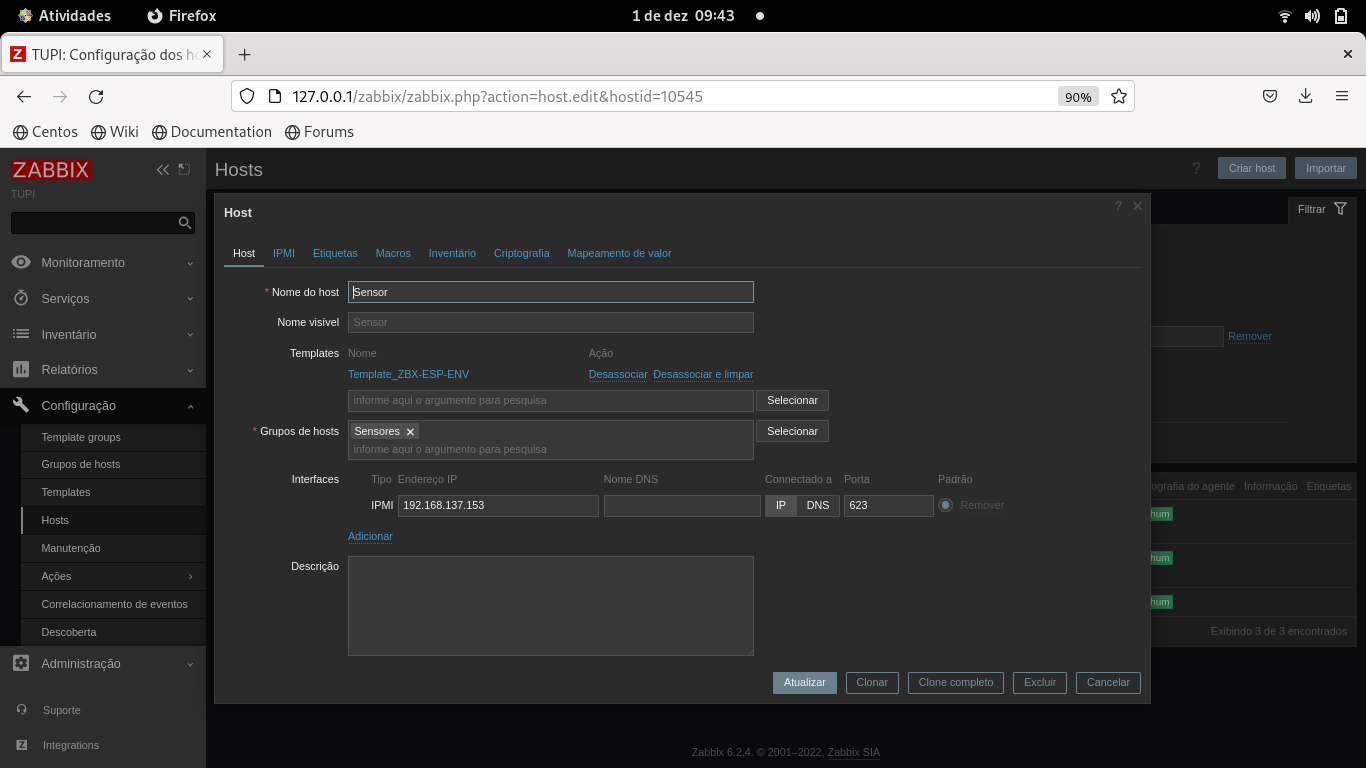 Atividades Firefox 1 de dez 09:43
TUPI: Configuração dos ho
127.0.0.1/zabbix/zabbix.php?action=host.edit&hostid=10545 90%
Centos Wiki Documentation Forums
ZABBIX
TUPI
Monitoramento
Serviços
Inventário
Relatórios
Configuração
Template groups
Grupos de hosts
Templates
Hosts
Manutenção
Ações
Correlacionamento de eventos
Descoberta
Administração
Suporte
Integrations
Hosts ? Criar host Importar
Filtrar
Remover
Host ?
Host IPMI Etiquetas Macros Inventário Criptografia Mapeamento de valor
* Nome do host Sensor
Nome visível Sensor
Templates Nome Ação
Template_ZBX-ESP-ENV Desassociar Desassociar e limpar
informe aqui o argumento para pesquisa Selecionar
* Grupos de hosts Sensores Selecionar
informe aqui o argumento para pesquisa
Interfaces Tipo Endereço IP Nome DNS Connectado a Porta Padrão
IPMI 192.168.137.153 IP DNS 623 Remover
Adicionar
Descrição
Atualizar Clonar Clone completo Excluir Cancelar
ografia do agente Informação Etiquetas
hum
hum
hum
Exibindo 3 de 3 encontrados
Zabbix 6.2.4. © 2001–2022, Zabbix SIA